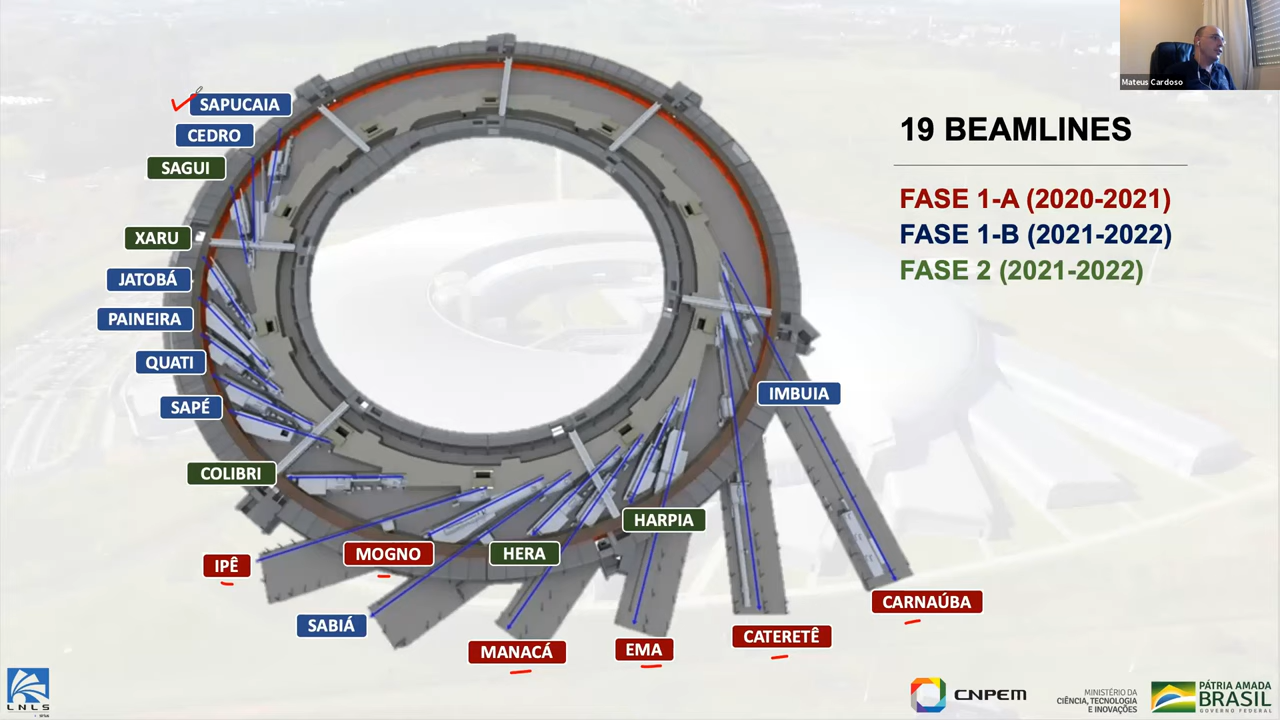 Mateus Cardoso
SAPUCAIA
CEDRO
SAGUI
XARU
JATOBÁ
PAINEIRA
QUATI
SAPÉ
COLIBRI
IPÊ
MOGNO
HERA
HARPIA
IMBUIA
SABIÁ
MANACÁ
EMA
CATERETÊ
CARNAÚBA
19 BEAMLINES
FASE 1-A (2020-2021)
FASE 1-B (2021-2022)
FASE 2 (2021-2022)
LNLS
CNPEM
MINISTÉRIO DA
CIÊNCIA, TECNOLOGIA
E INOVAÇÕES
PÁTRIA AMADA
BRASIL
GOVERNO FEDERAL